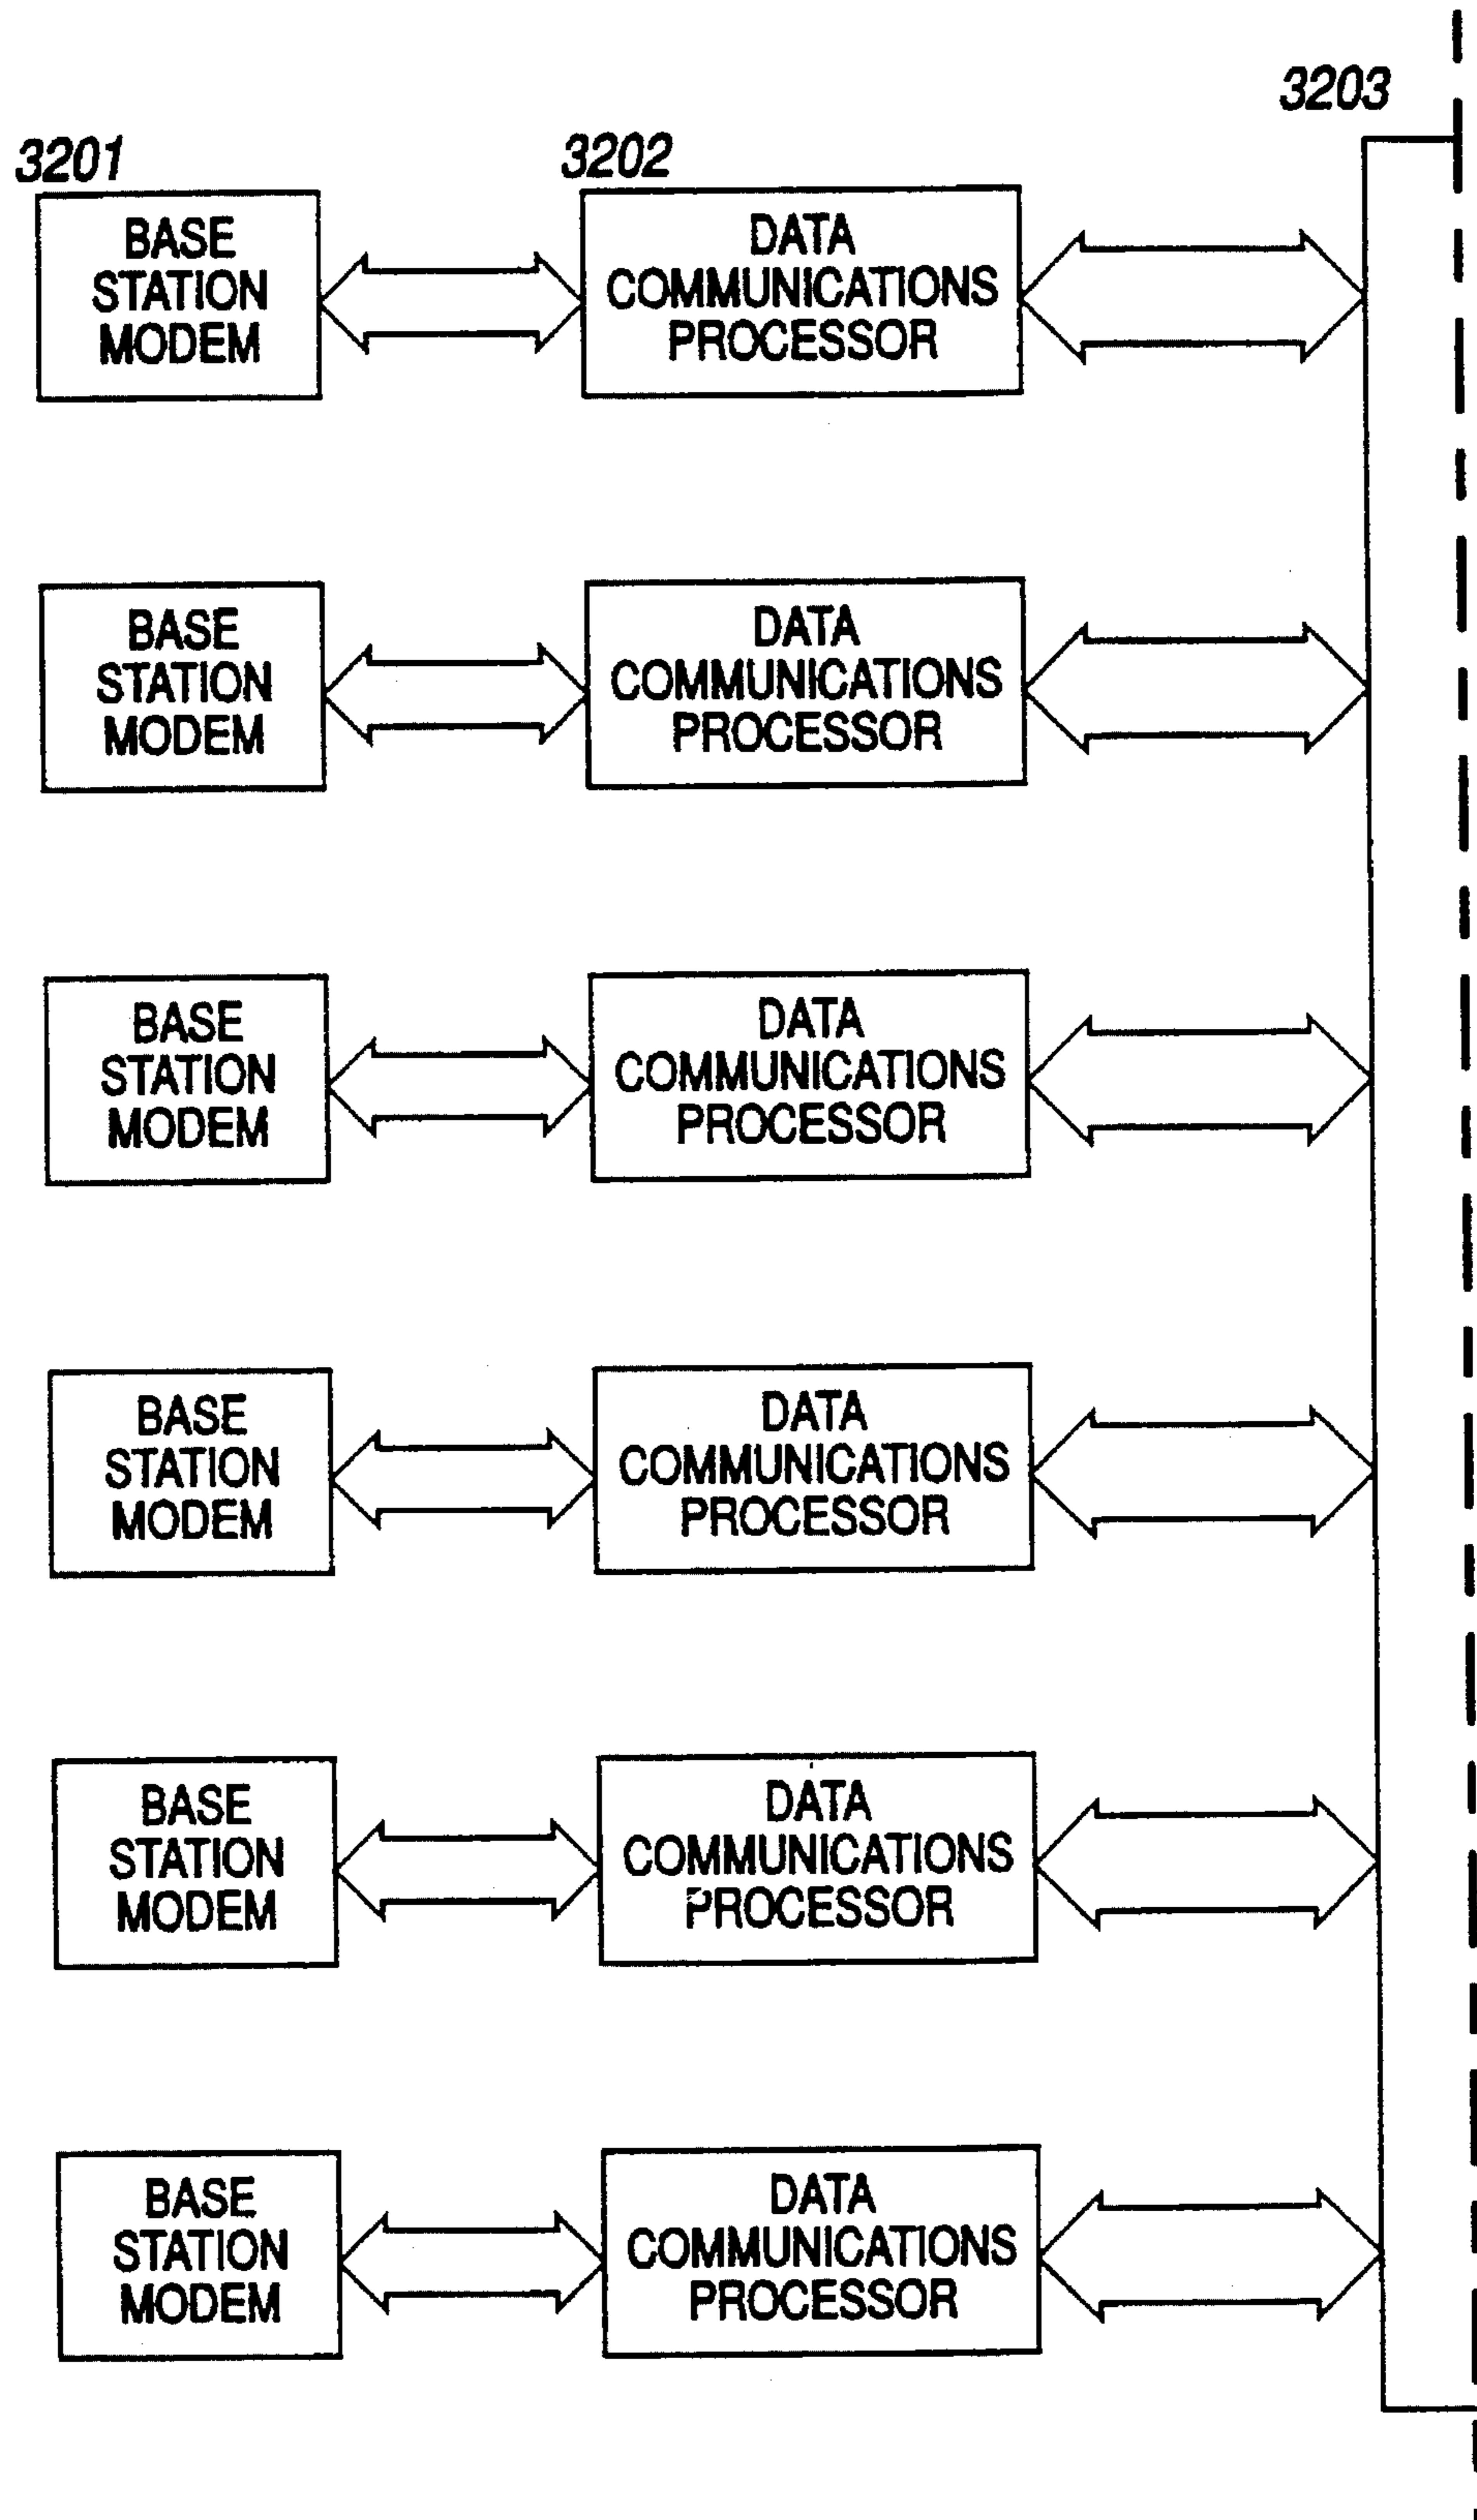 3203
3201
3202
BASE
STATION
MODEM
DATA
COMMUNICATIONS
PROCESSOR
BASE
STATION
MODEM
DATA
COMMUNICATIONS
PROCESSOR
BASE
STATION
MODEM
DATA
COMMUNICATIONS
PROCESSOR
BASE
STATION
MODEM
DATA
COMMUNICATIONS
PROCESSOR
BASE
STATION
MODEM
DATA
COMMUNICATIONS
PROCESSOR
BASE
STATION
MODEM
DATA
COMMUNICATIONS
PROCESSOR